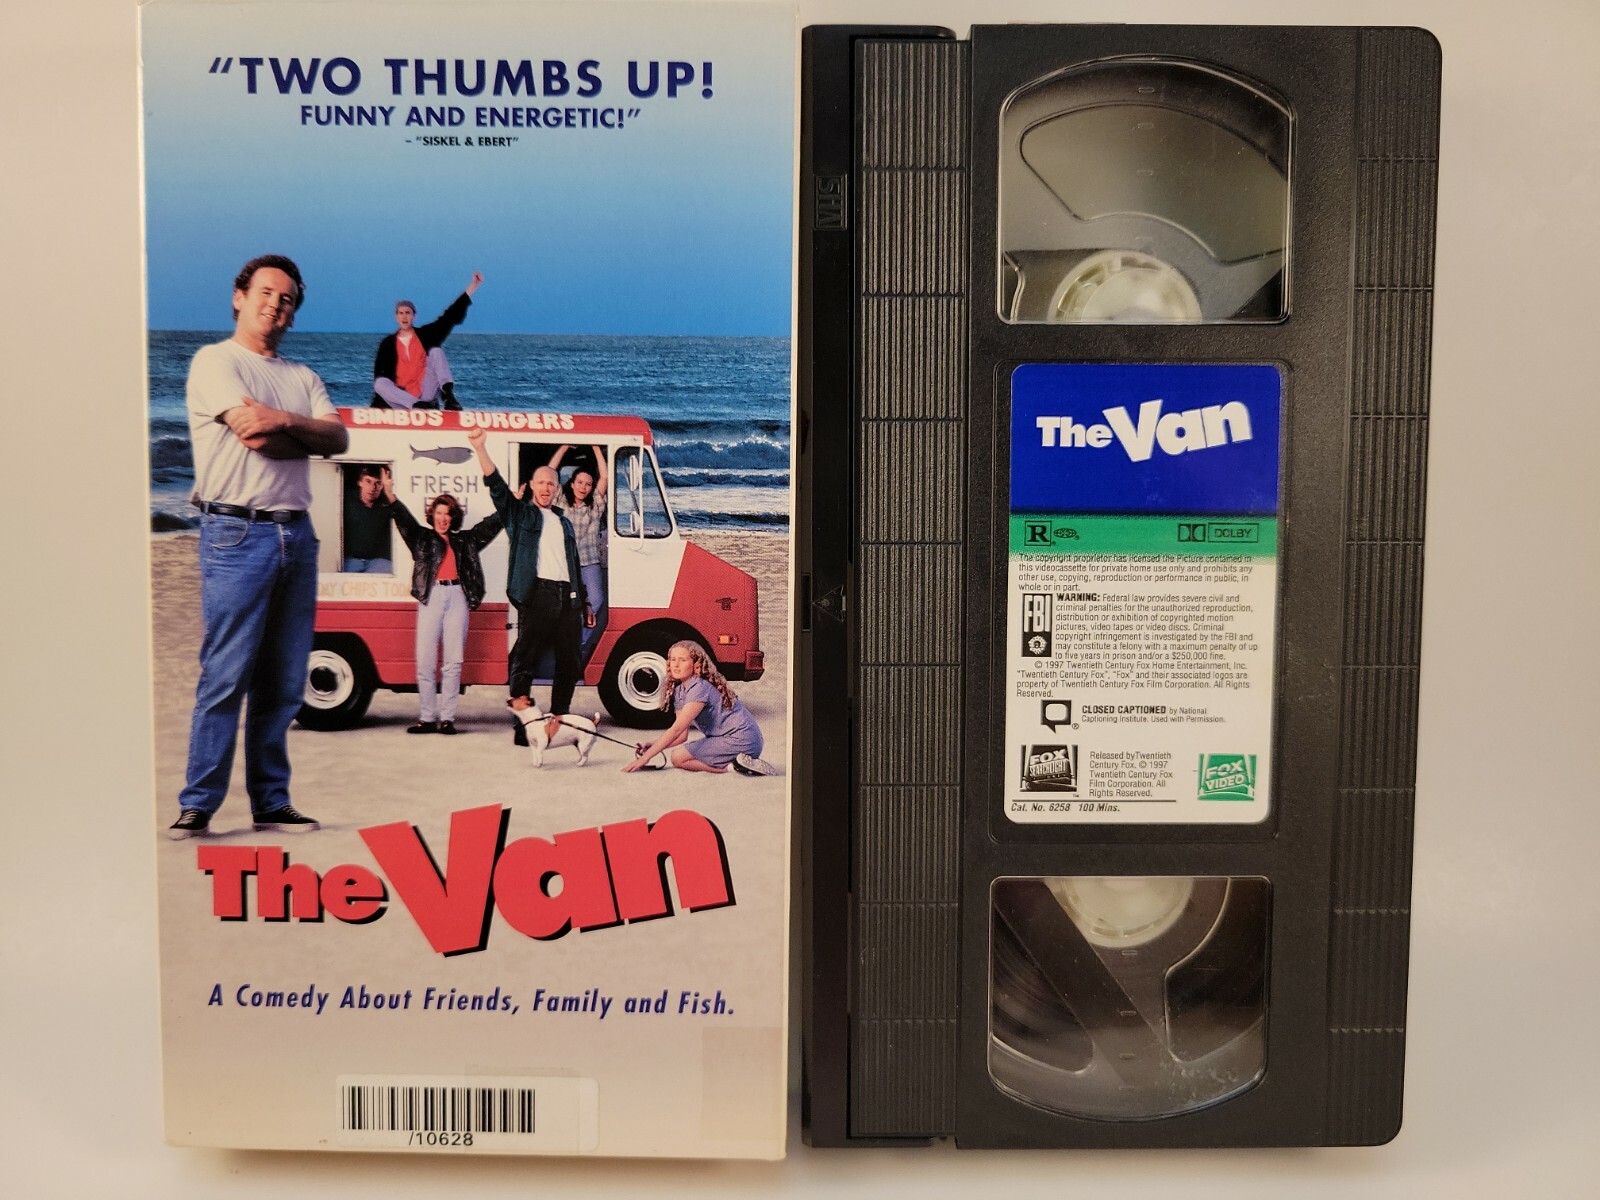 “TWO THUMBS UP!
FUNNY AND ENERGETIC!”
– “SISKEL & EBERT”
BIMBO'S BURGERS
FRESH
CHIPS
The Van
A Comedy About Friends, Family and Fish.
/10628
VHS
The Van
R
DOLBY
The copyright proprietor has licensed the Picture contained in
this videocassette for private home use only and prohibits any
other use, copying, reproduction or performance in public, in
whole or in part.
FBI
WARNING: Federal law provides severe civil and
criminal penalties for the unauthorized reproduction,
distribution or exhibition of copyrighted motion
pictures, video tapes or video discs. Criminal
copyright infringement is investigated by the FBI and
may constitute a felony with a maximum penalty of up
to five years in prison and/or a $250,000 fine.
© 1997 Twentieth Century Fox Home Entertainment, Inc.
“Twentieth Century Fox”, “Fox” and their associated logos are
property of Twentieth Century Fox Film Corporation. All Rights
Reserved.
CLOSED CAPTIONED by National
Captioning Institute. Used with Permission.
®
FOX
SEARCHLIGHT
™
Released byTwentieth
Century Fox. © 1997
Twentieth Century Fox
Film Corporation. All
Rights Reserved.
FOX
VIDEO
Cat. No. 6258 100 Mins.